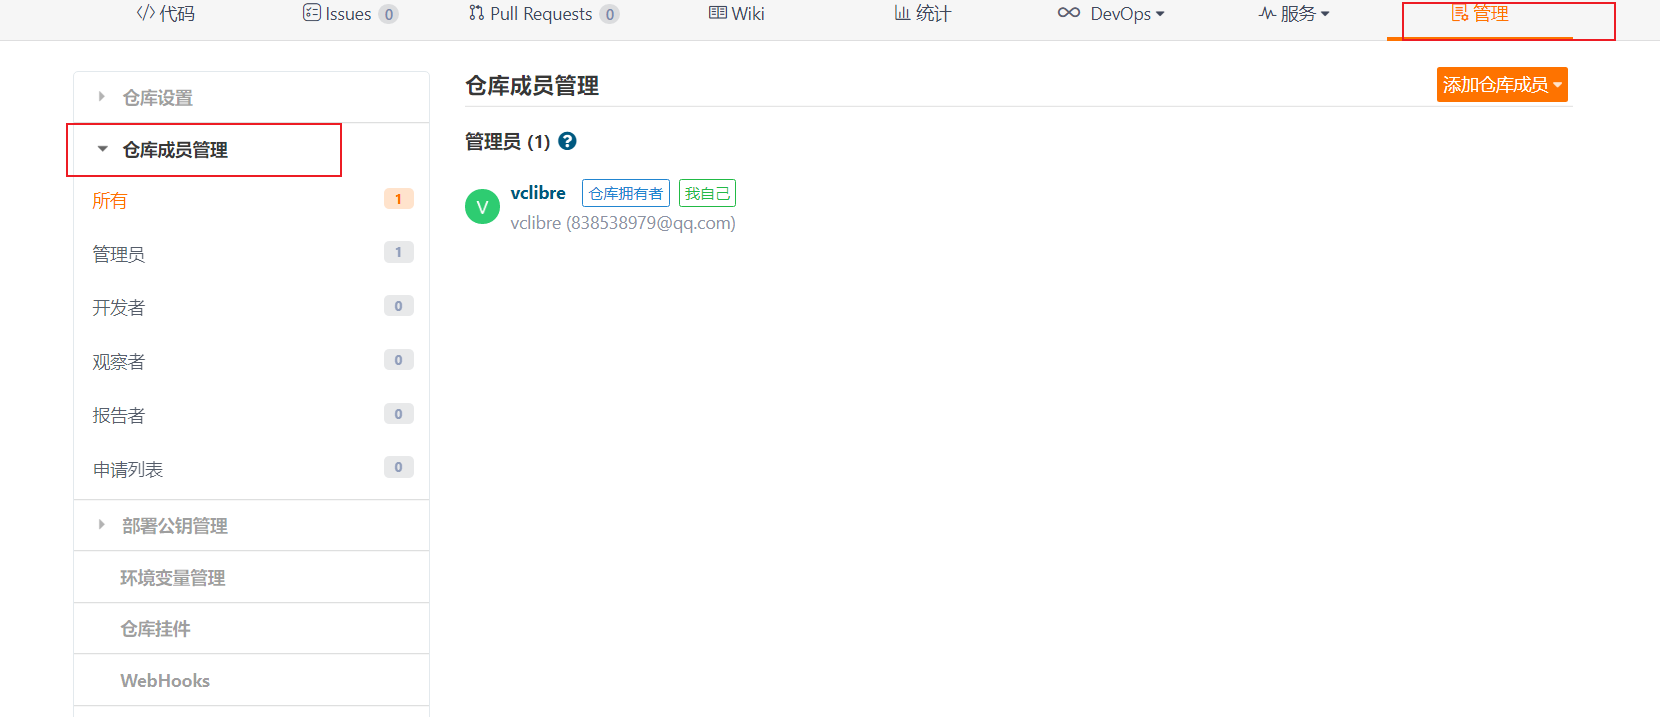 代码 Issues 0 Pull Requests 0 Wiki 统计 DevOps 服务 管理
仓库设置
仓库成员管理
所有 1
管理员 1
开发者 0
观察者 0
报告者 0
申请列表 0
部署公钥管理
环境变量管理
仓库挂件
WebHooks
仓库成员管理 添加仓库成员
管理员 (1) ?
V vclibre 仓库拥有者 我自己
vclibre (838538979@qq.com)